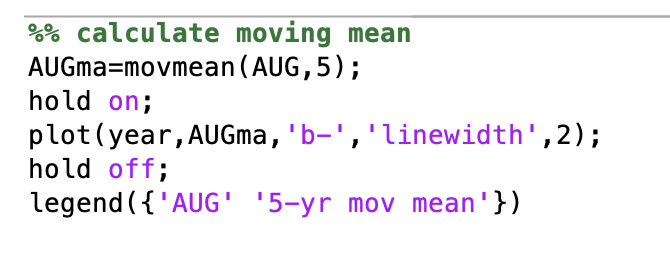 %% calculate moving mean
AUGma=movmean(AUG,5);
hold on;
plot(year,AUGma,'b-','linewidth',2);
hold off;
legend({'AUG' '5-yr mov mean'})